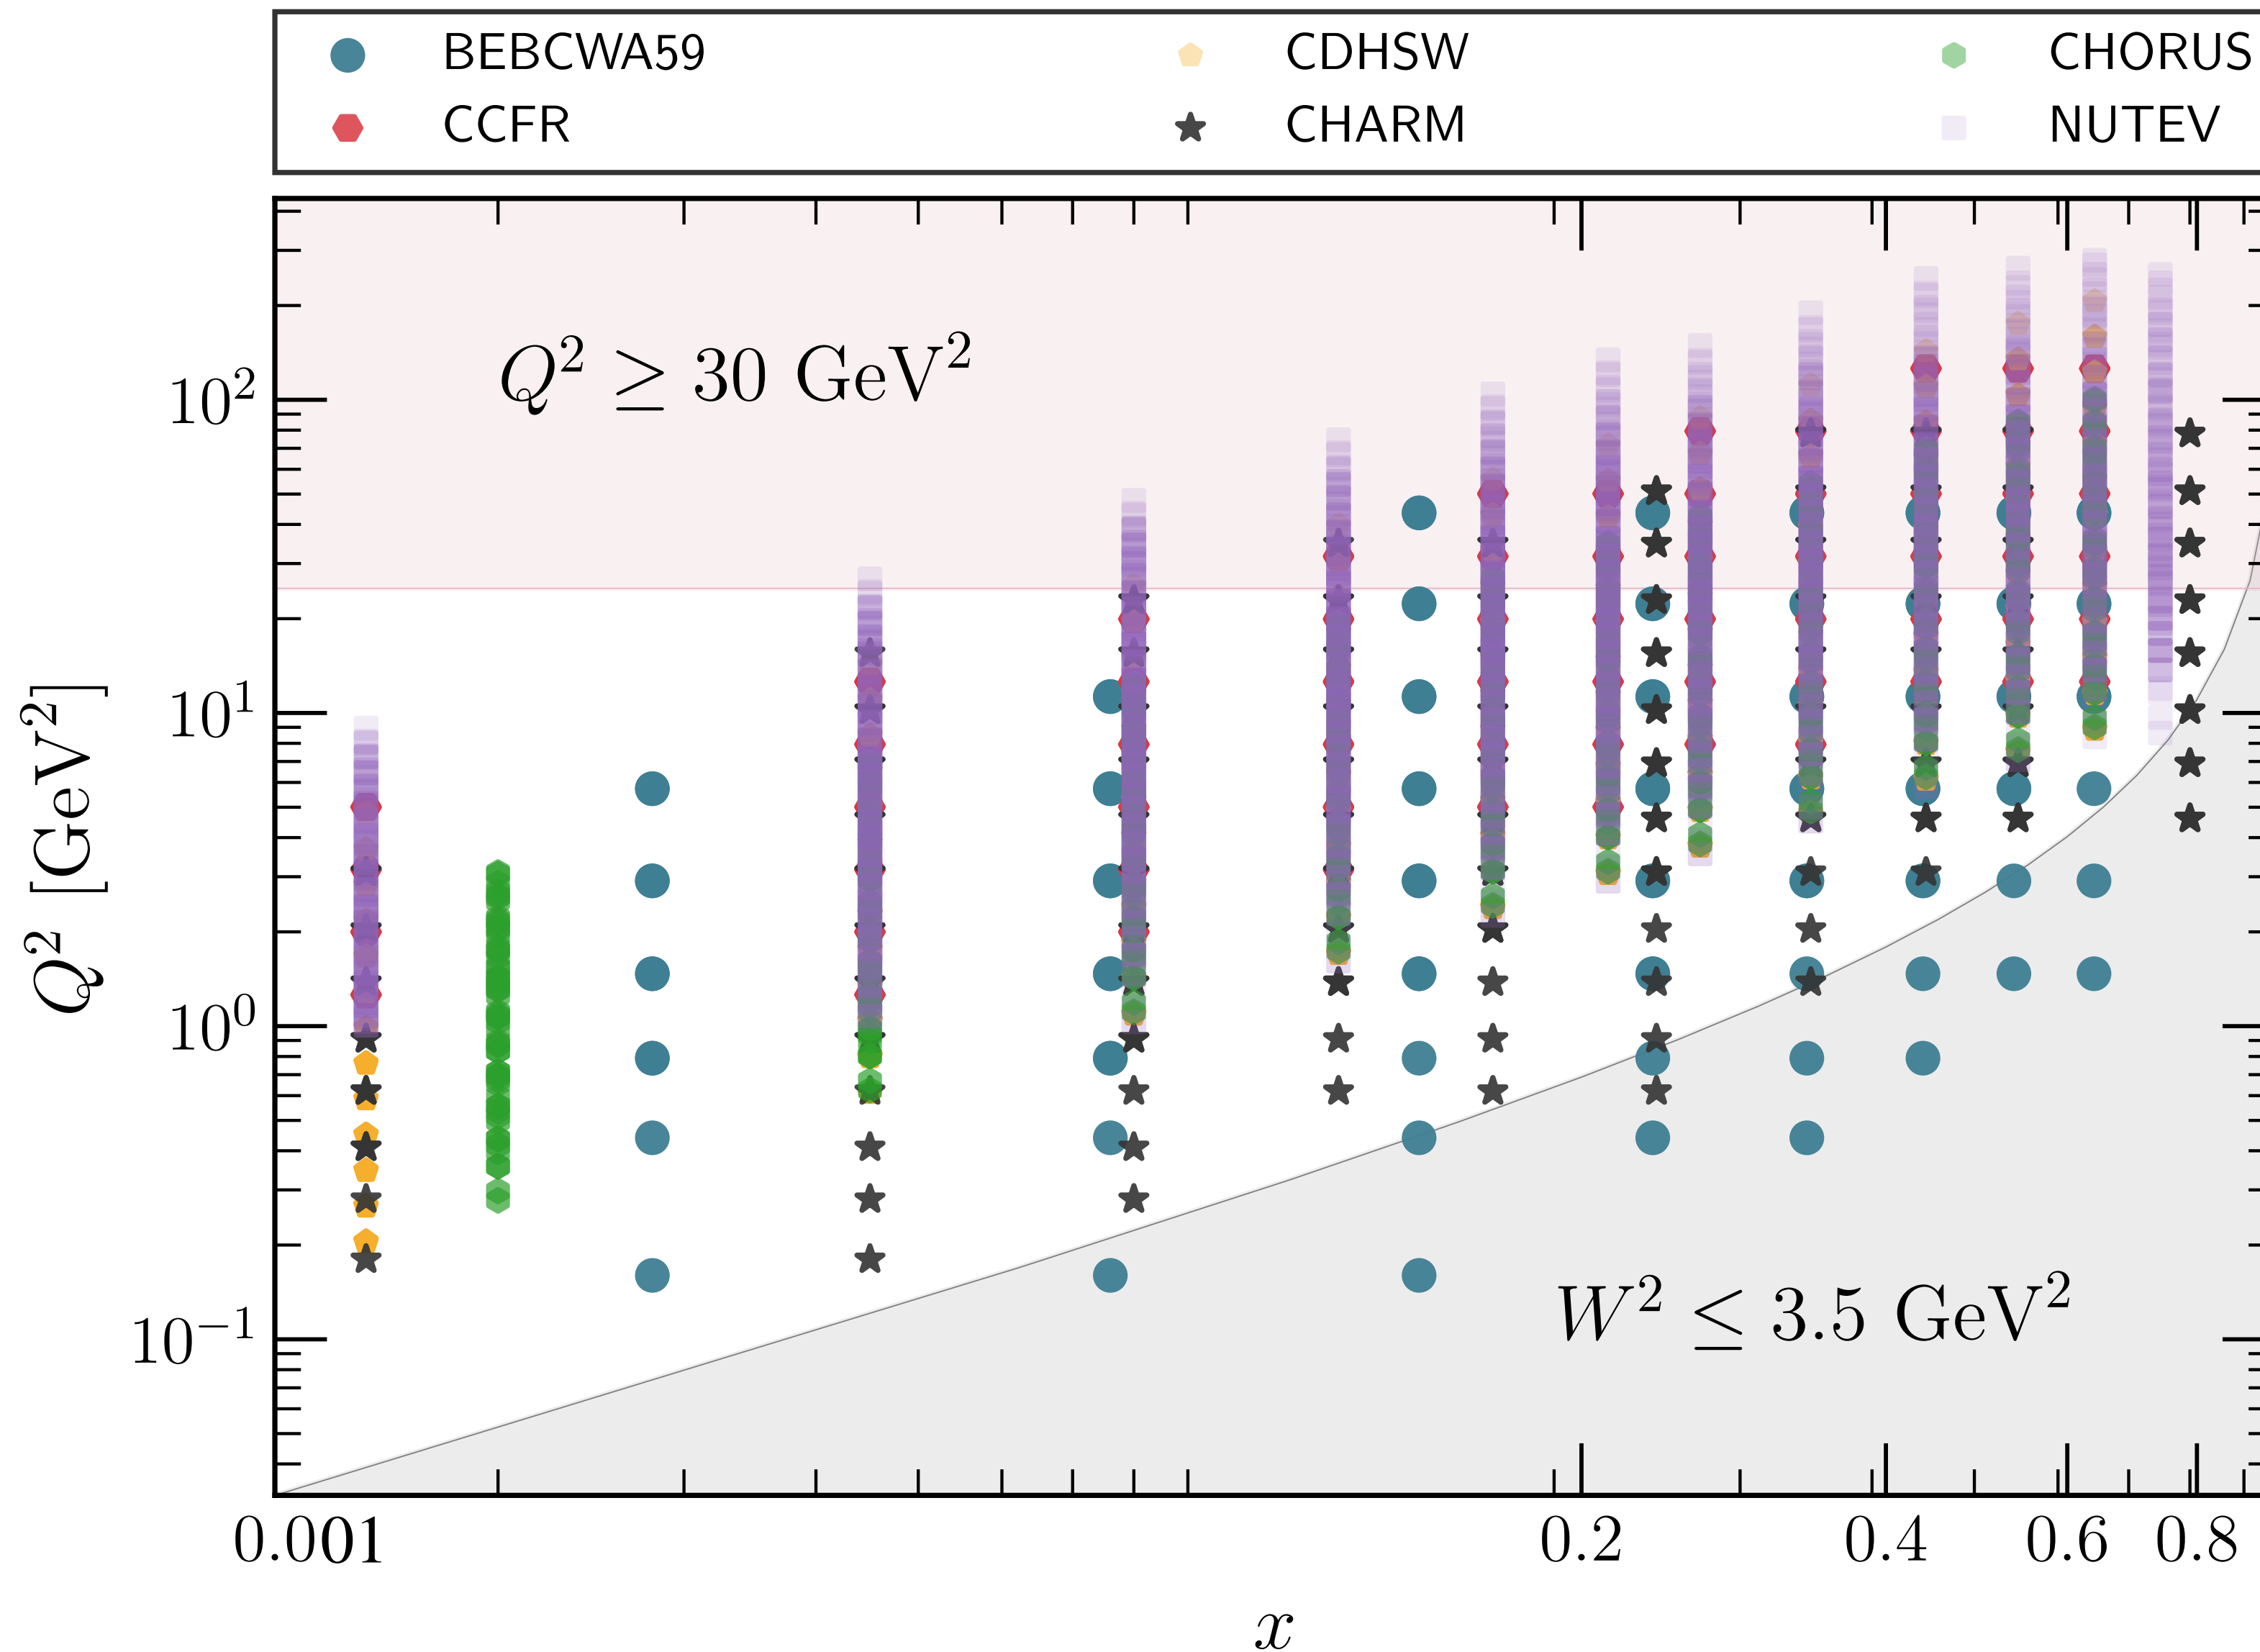 BEBCWA59 CDHSW CHORUS
CCFR CHARM NUTEV
Q² ≥ 30 GeV²
10²
10¹
10⁰
10⁻¹
Q² [GeV²]
W² ≤ 3.5 GeV²
0.001 0.2 0.4 0.6 0.8
x